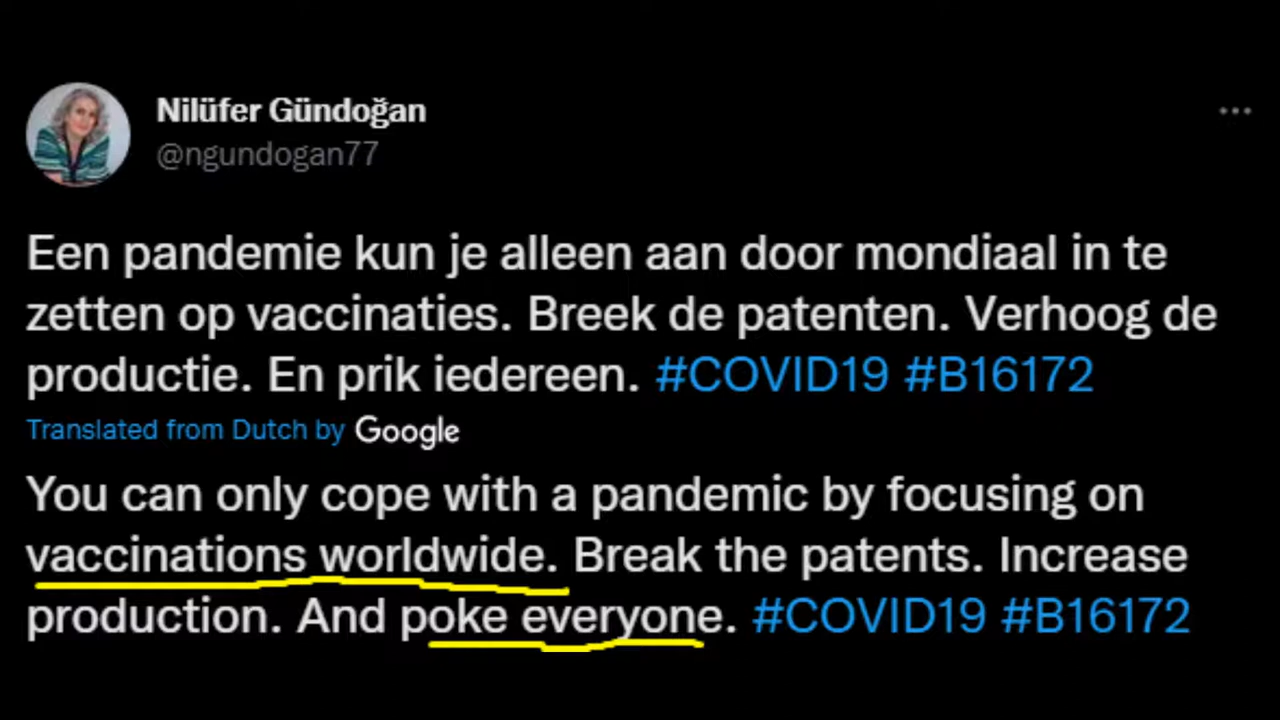 Nilüfer Gündoğan
@ngundogan77
Een pandemie kun je alleen aan door mondiaal in te
zetten op vaccinaties. Breek de patenten. Verhoog de
productie. En prik iedereen. #COVID19 #B16172
Translated from Dutch by Google
You can only cope with a pandemic by focusing on
vaccinations worldwide. Break the patents. Increase
production. And poke everyone. #COVID19 #B16172